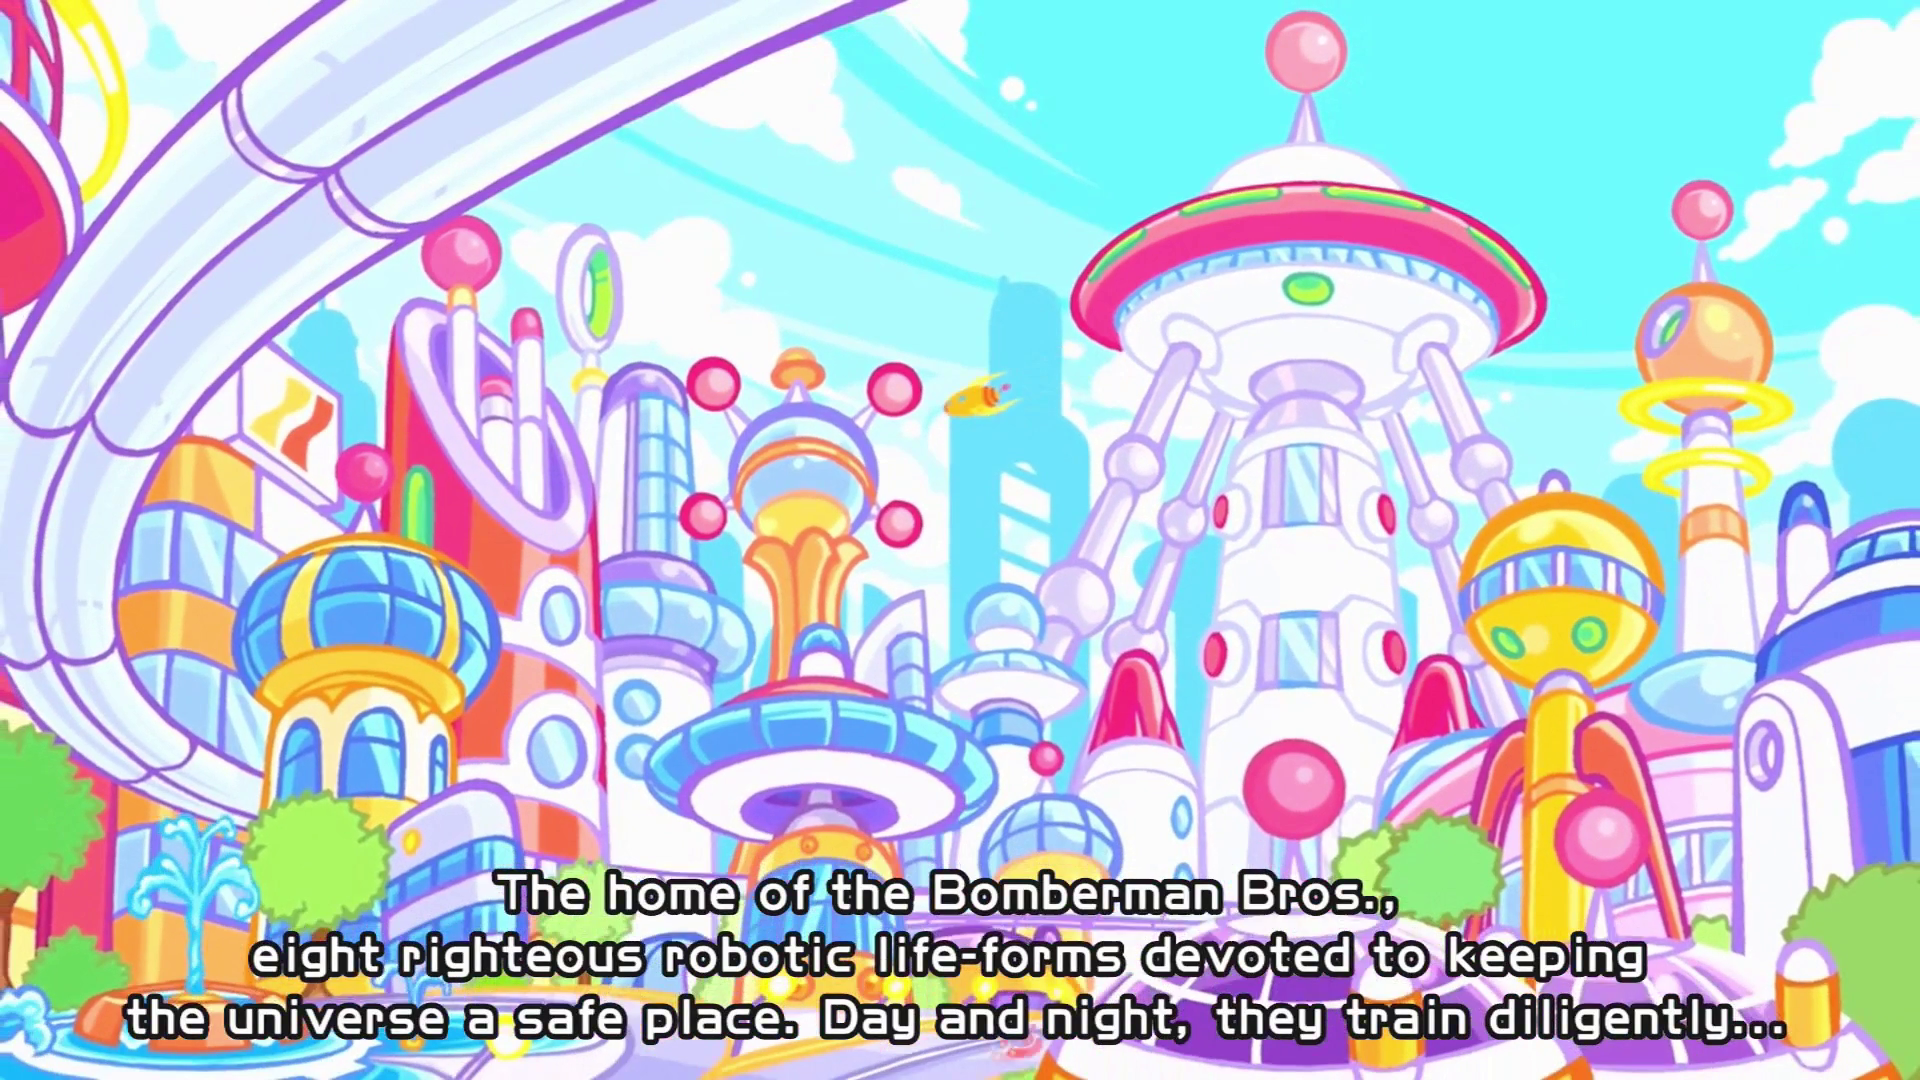 The home of the Bomberman Bros.,
eight righteous robotic life-forms devoted to keeping
the universe a safe place. Day and night, they train diligently...